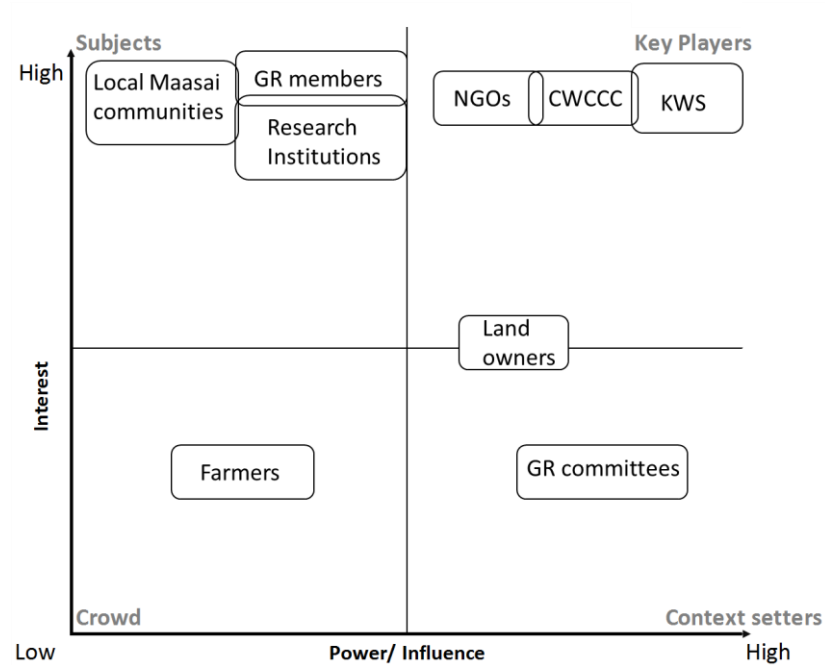 Subjects
Key Players
High
Local Maasai
communities
GR members
Research
Institutions
NGOs
CWCCC
KWS
Land
owners
Interest
Farmers
GR committees
Crowd
Context setters
Low
Power/ Influence
High